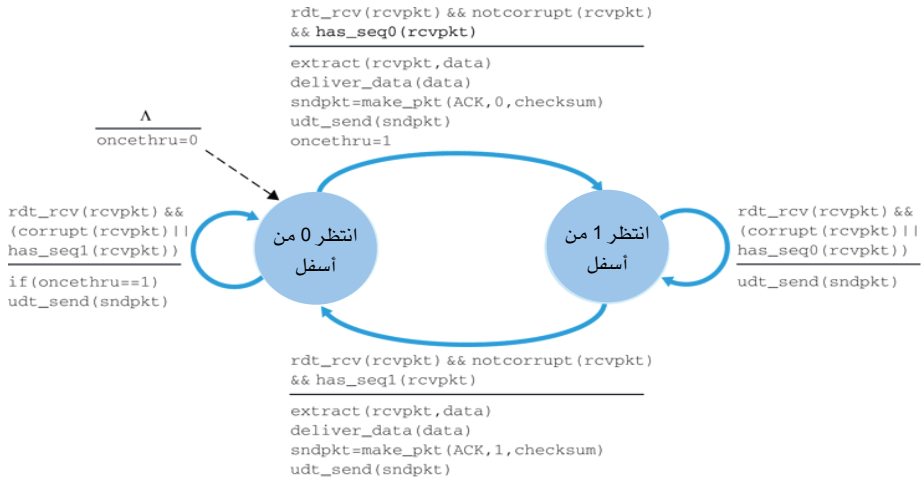 rdt_rcv(rcvpkt) && notcorrupt(rcvpkt)
&& has_seq0(rcvpkt)
extract(rcvpkt,data)
deliver_data(data)
sndpkt=make_pkt(ACK,0,checksum)
udt_send(sndpkt)
oncethru=1
Λ
oncethru=0
rdt_rcv(rcvpkt) &&
(corrupt(rcvpkt)||
has_seq1(rcvpkt))
if(oncethru==1)
udt_send(sndpkt)
انتظر 0 من
أسفل
انتظر 1 من
أسفل
rdt_rcv(rcvpkt) &&
(corrupt(rcvpkt)||
has_seq0(rcvpkt))
udt_send(sndpkt)
rdt_rcv(rcvpkt) && notcorrupt(rcvpkt)
&& has_seq1(rcvpkt)
extract(rcvpkt,data)
deliver_data(data)
sndpkt=make_pkt(ACK,1,checksum)
udt_send(sndpkt)